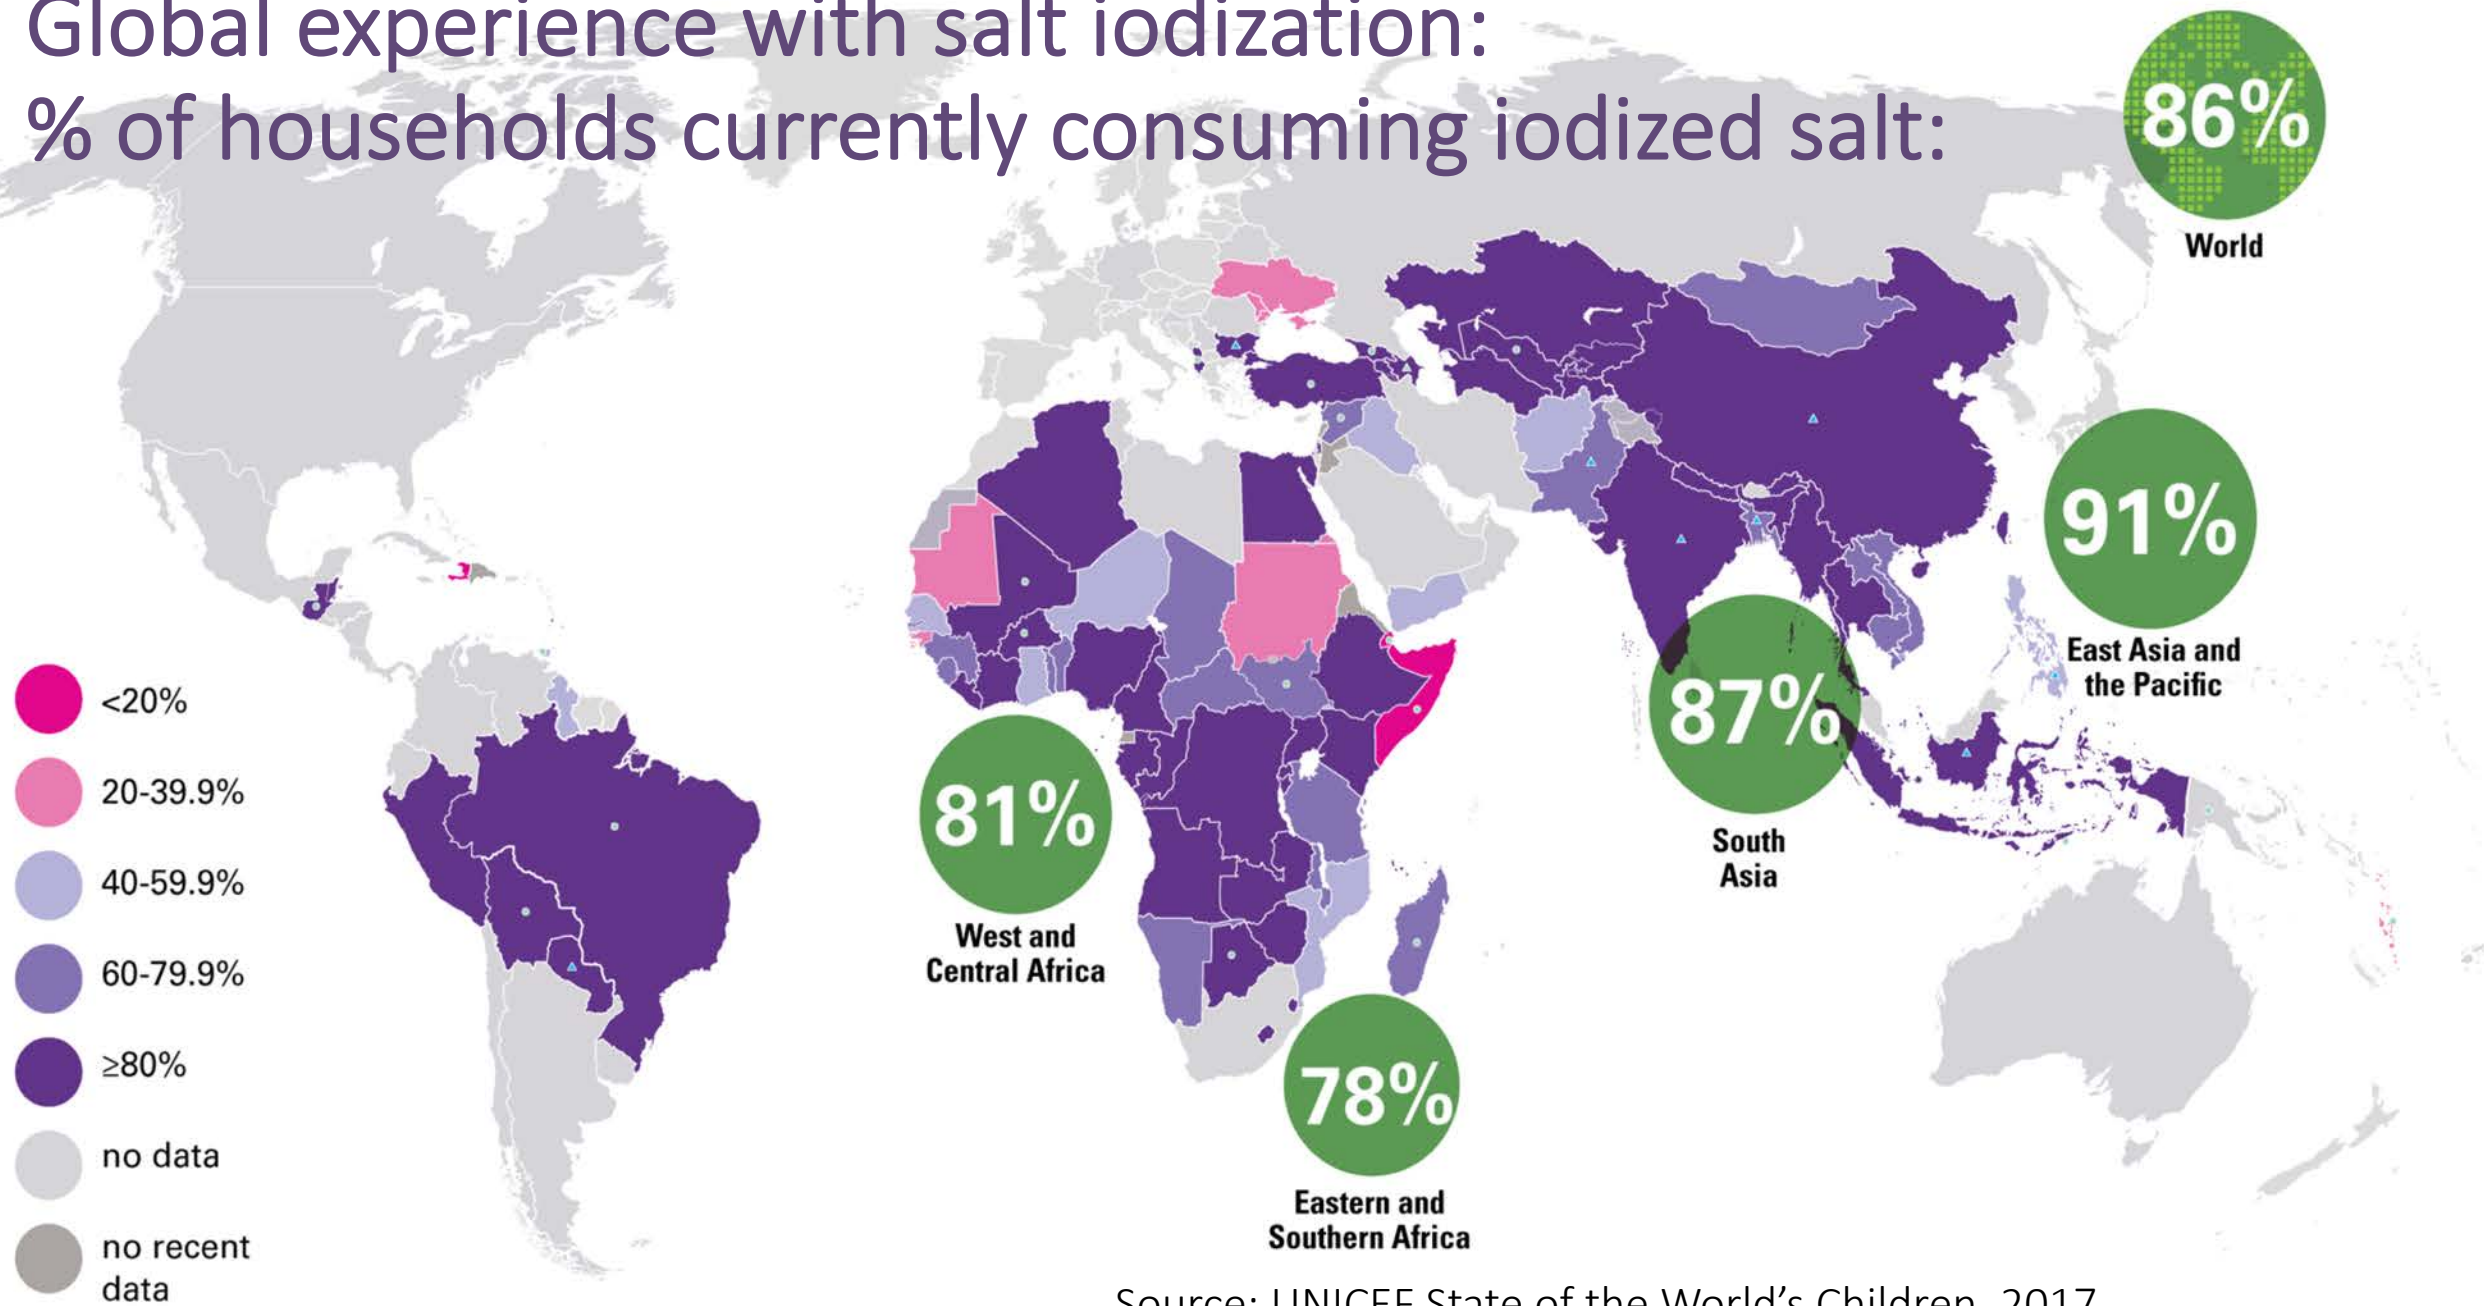 Global experience with salt iodization:
% of households currently consuming iodized salt:
86%
World
91%
East Asia and
the Pacific
87%
South
Asia
81%
West and
Central Africa
78%
Eastern and
Southern Africa
<20%
20-39.9%
40-59.9%
60-79.9%
≥80%
no data
no recent
data
Source: UNICEF State of the World's Children, 2017